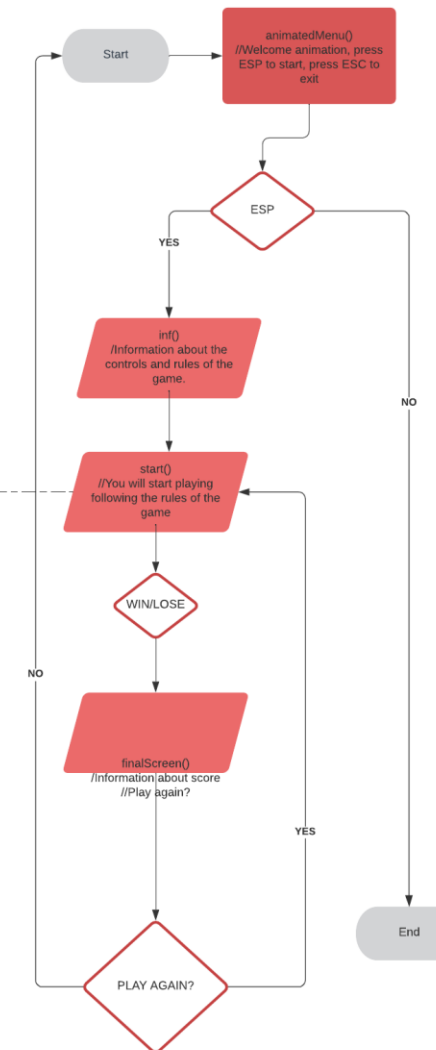 Start
animatedMenu()
//Welcome animation, press
ESP to start, press ESC to
exit
ESP
YES
inf()
/Information about the
controls and rules of the
game.
NO
start()
//You will start playing
following the rules of the
game
WIN/LOSE
NO
finalScreen()
/Information about score
//Play again?
YES
End
PLAY AGAIN?